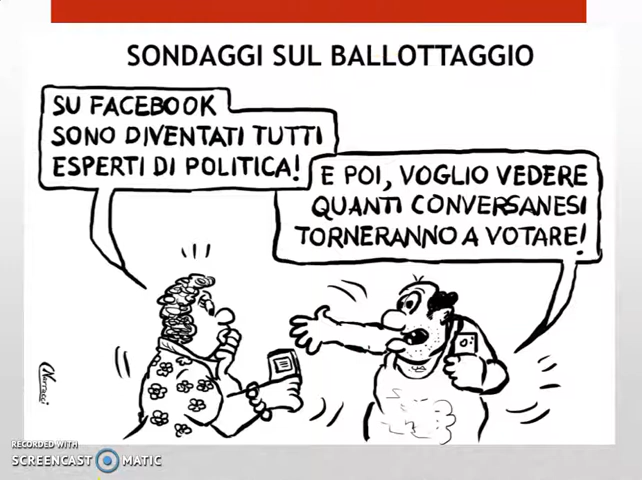 SONDAGGI SUL BALLOTTAGGIO
SU FACEBOOK
SONO DIVENTATI TUTTI
ESPERTI DI POLITICA!
E POI, VOGLIO VEDERE
QUANTI CONVERSANESI
TORNERANNO A VOTARE!
RECORDED WITH
SCREENCAST MATIC